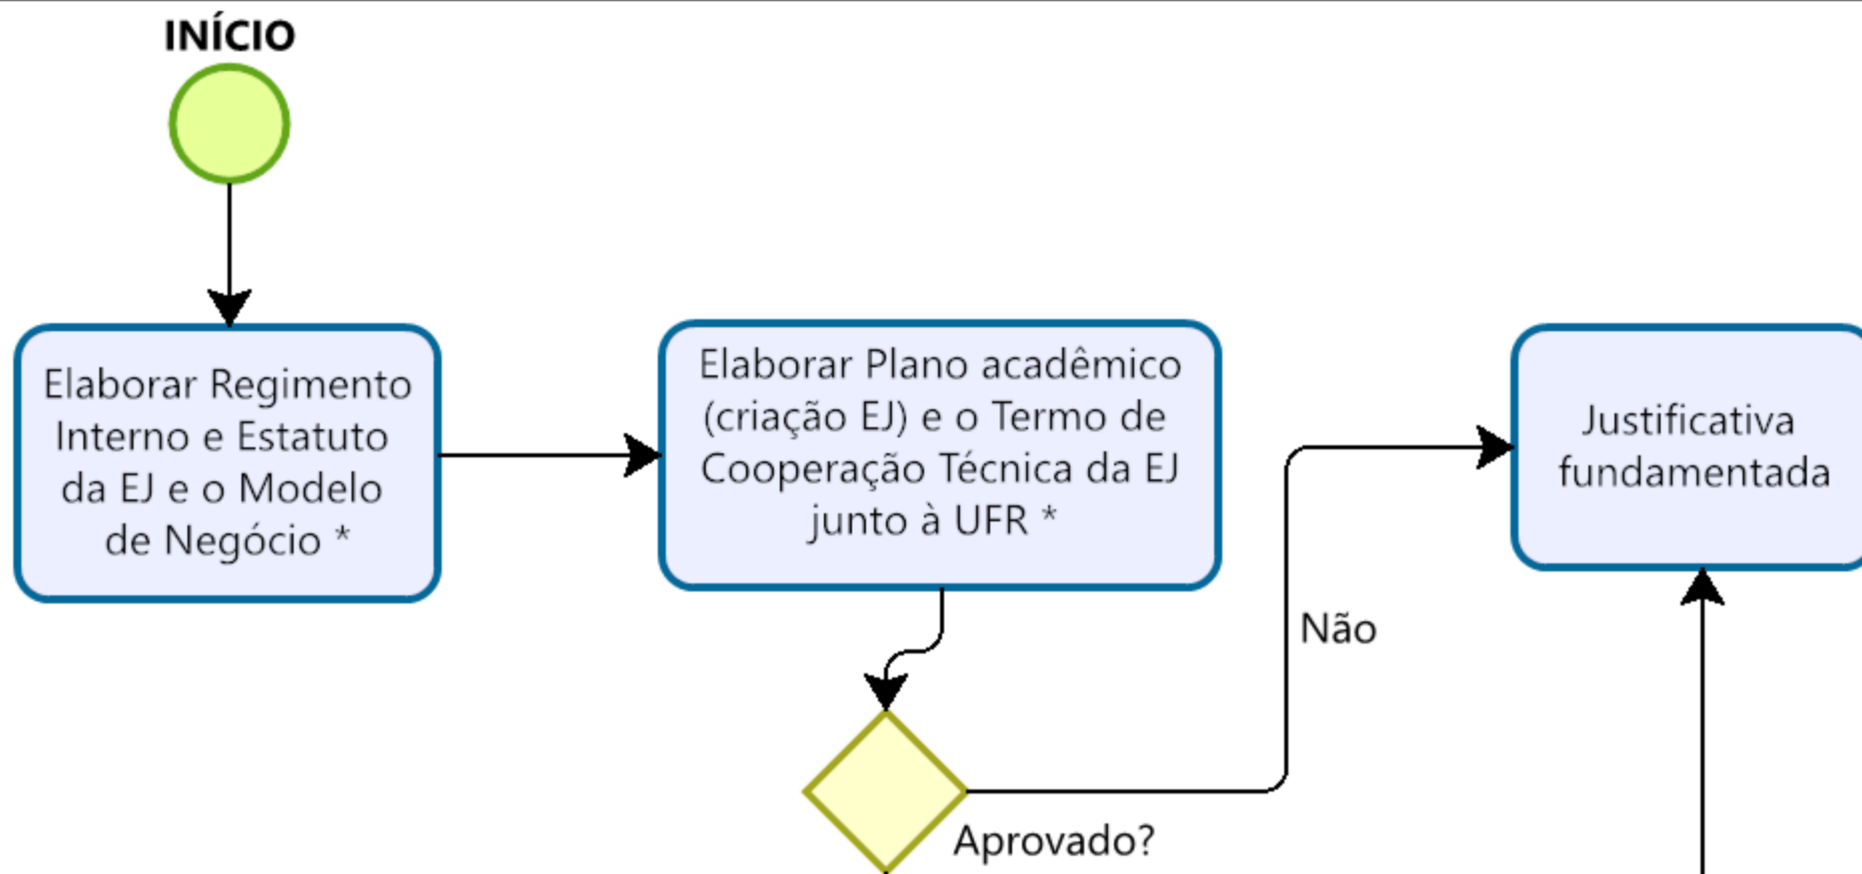 INÍCIO
Elaborar Regimento
Interno e Estatuto
da EJ e o Modelo
de Negócio *
Elaborar Plano acadêmico
(criação EJ) e o Termo de
Cooperação Técnica da EJ
junto à UFR *
Justificativa
fundamentada
Não
Aprovado?